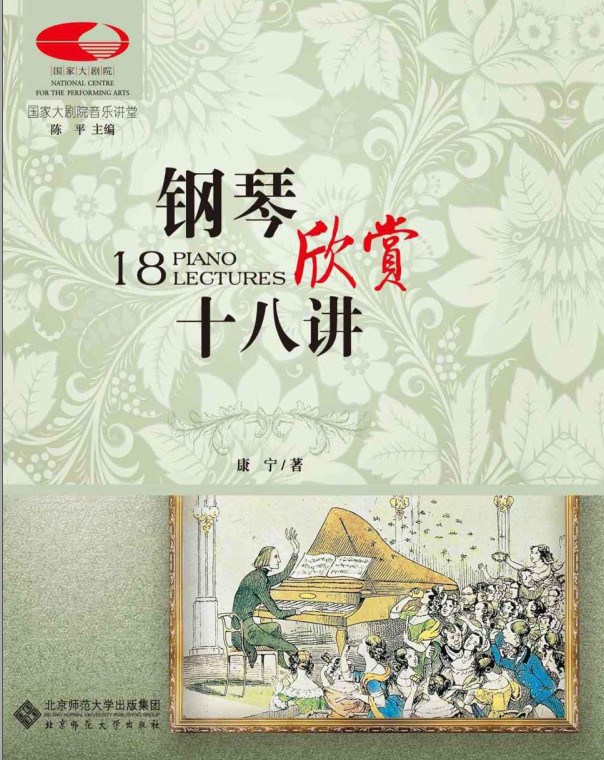 国家大剧院
NATIONAL CENTRE
FOR THE PERFORMING ARTS
国家大剧院音乐讲堂
陈 平 主编
钢琴
18 PIANO
LECTURES
欣赏
十八讲
康 宁/著
北京师范大学出版集团
BEIJING NORMAL UNIVERSITY PUBLISHING GROUP
北京师范大学出版社